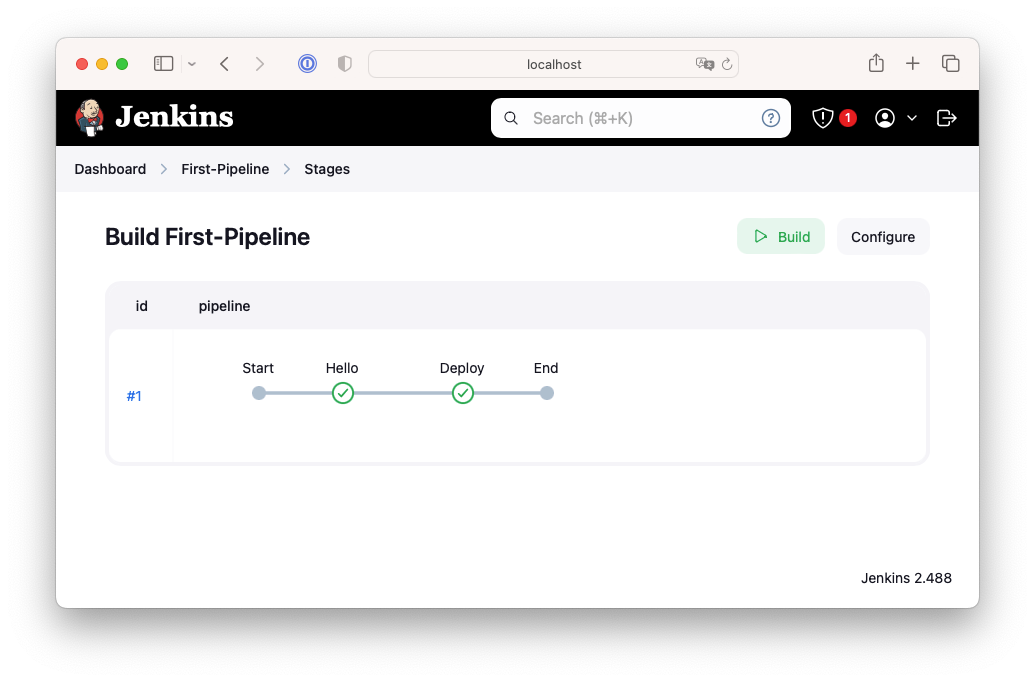 localhost
Jenkins
Search (⌘+K)
?
1
Dashboard
First-Pipeline
Stages
Build First-Pipeline
Build
Configure
id
pipeline
Start
Hello
Deploy
End
#1
Jenkins 2.488